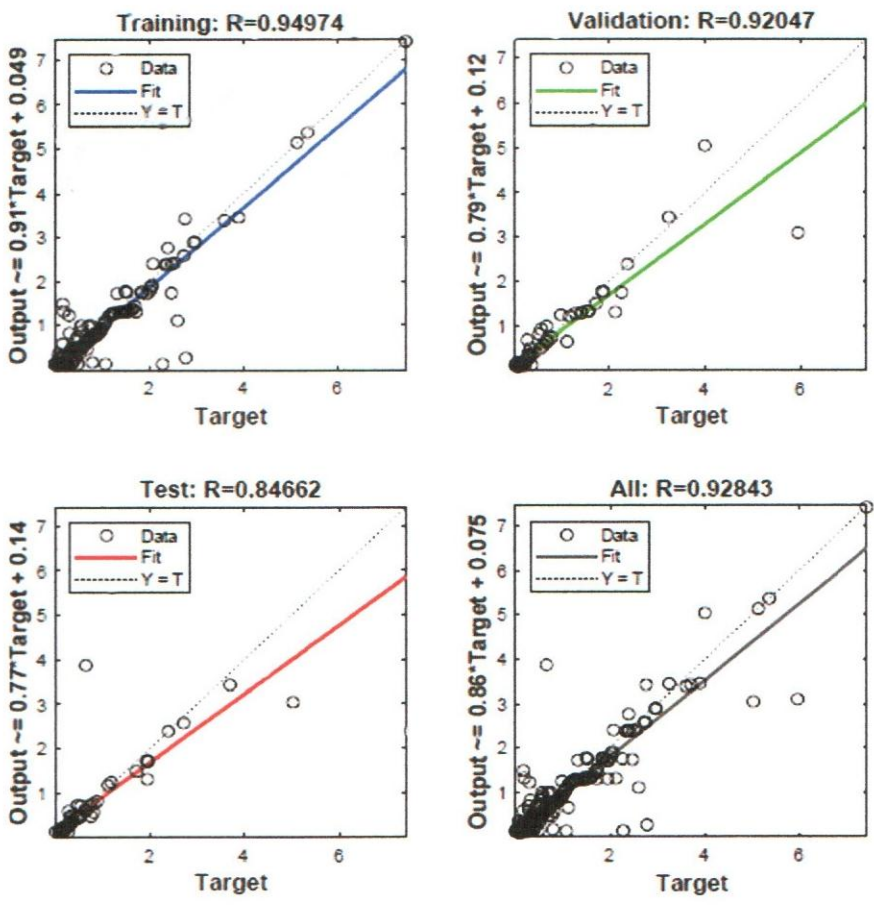 Training: R=0.94974
Output ~= 0.91*Target + 0.049
7
6
5
4
3
2
1
Data
Fit
Y = T
2
4
6
Target
Validation: R=0.92047
Output ~= 0.79*Target + 0.12
7
6
5
4
3
2
1
Data
Fit
Y = T
2
4
6
Target
Test: R=0.84662
Output ~= 0.77*Target + 0.14
7
6
5
4
3
2
1
Data
Fit
Y = T
2
4
6
Target
All: R=0.92843
Output ~= 0.86*Target + 0.075
7
6
5
4
3
2
1
Data
Fit
Y = T
2
4
6
Target